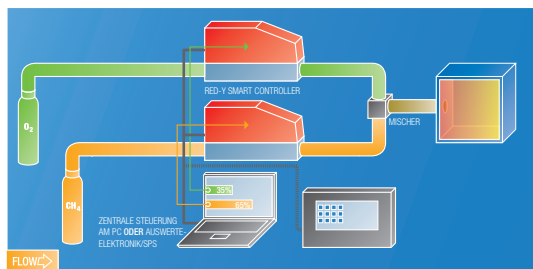 RED-Y SMART CONTROLLER
O₂
MISCHER
CH₄
35%
65%
ZENTRALE STEUERUNG
AM PC ODER AUSWERTE-
ELEKTRONIK/SPS
FLOW